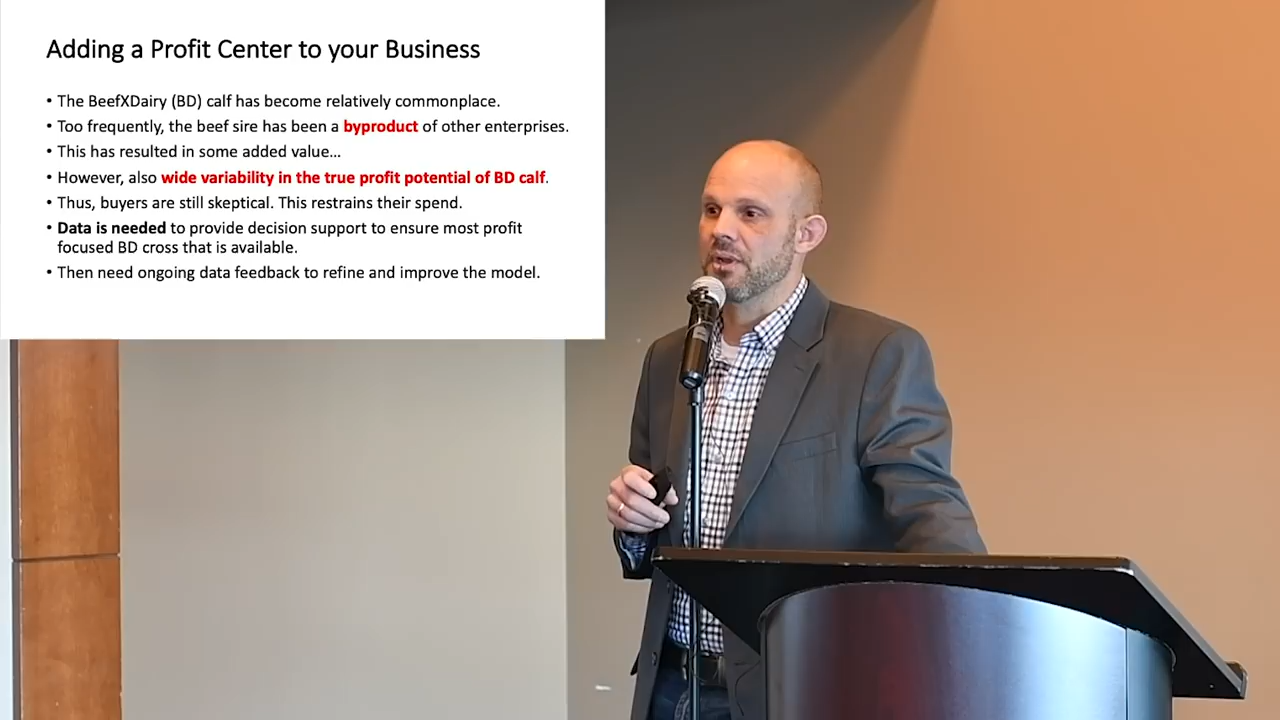 Adding a Profit Center to your Business
• The BeefXDairy (BD) calf has become relatively commonplace.
• Too frequently, the beef sire has been a byproduct of other enterprises.
• This has resulted in some added value...
• However, also wide variability in the true profit potential of BD calf.
• Thus, buyers are still skeptical. This restrains their spend.
• Data is needed to provide decision support to ensure most profit
focused BD cross that is available.
• Then need ongoing data feedback to refine and improve the model.